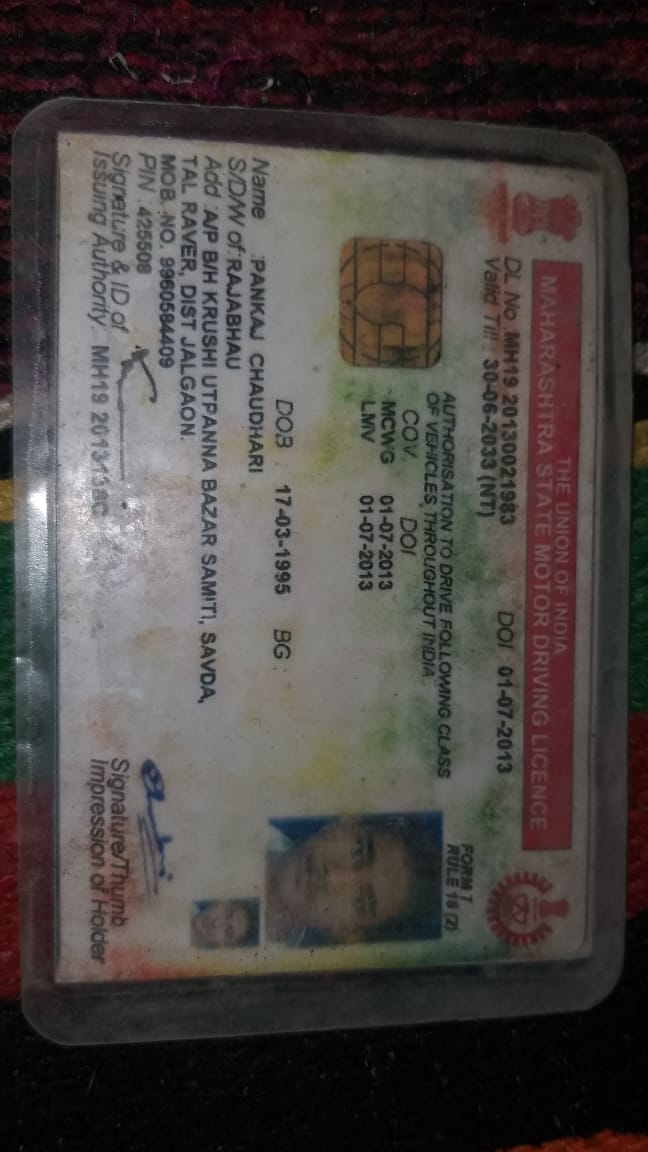 THE UNION OF INDIA
MAHARASHTRA STATE MOTOR DRIVING LICENCE
DL No MH19 20130021983 DOI : 01-07-2013
Valid Till : 30-06-2033 (NT)
FORM 7
RULE 16 (2)
AUTHORISATION TO DRIVE FOLLOWING CLASS
OF VEHICLES THROUGHOUT INDIA
COV DOI
MCWG 01-07-2013
LMV 01-07-2013
DOB : 17-03-1995 BG :
Name : PANKAJ CHAUDHARI
S/D/W of : RAJABHAU
Add : A/P B/H KRUSHI UTPANNA BAZAR SAMITI, SAVDA,
TAL RAVER, DIST JALGAON.
MOB. NO. 9960584409
PIN : 425508
Signature & ID of
Issuing Authority : MH19
Signature/Thumb
Impression of Holder